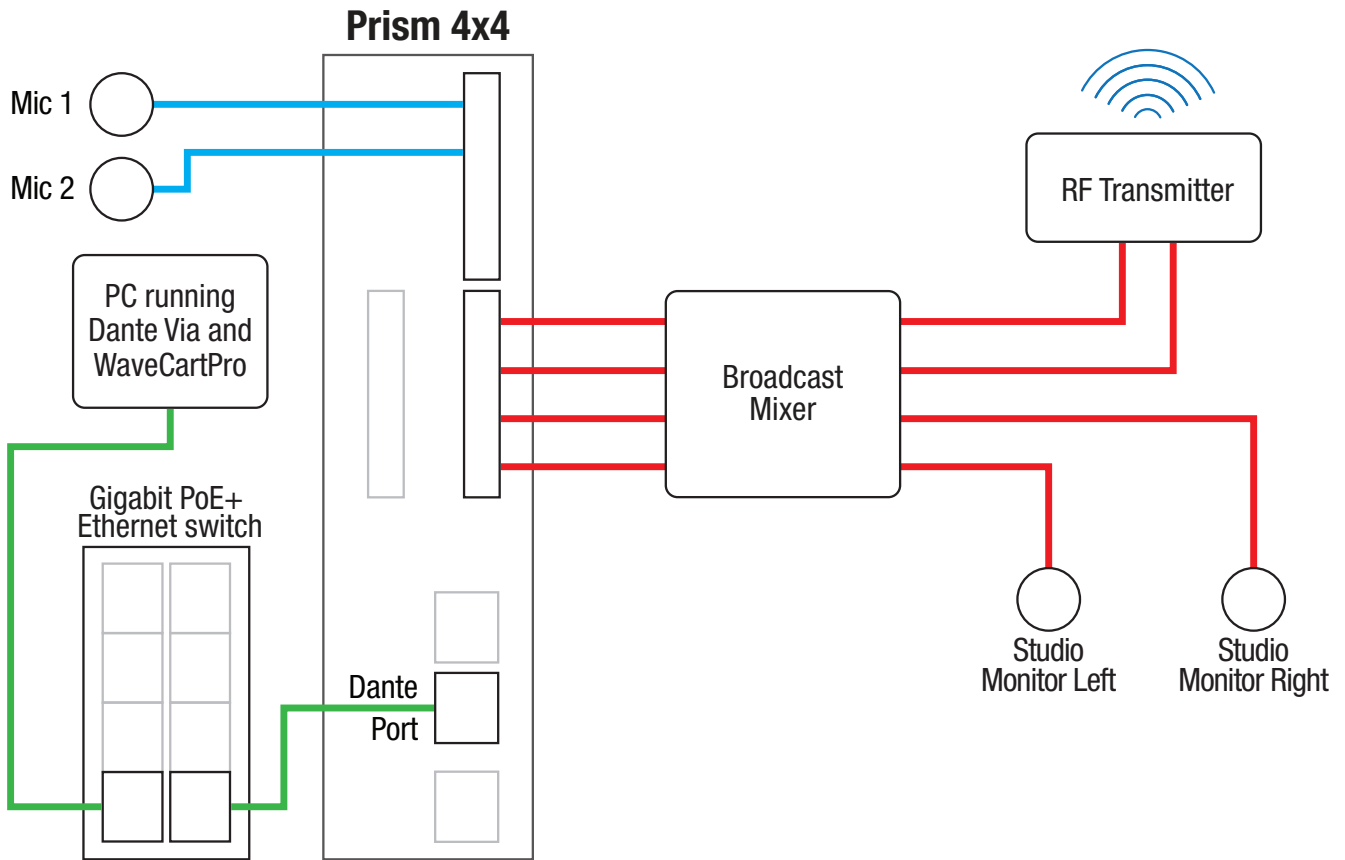 Prism 4x4
Mic 1
Mic 2
PC running
Dante Via and
WaveCartPro
Gigabit PoE+
Ethernet switch
Dante
Port
Broadcast
Mixer
RF Transmitter
Studio
Monitor Left
Studio
Monitor Right